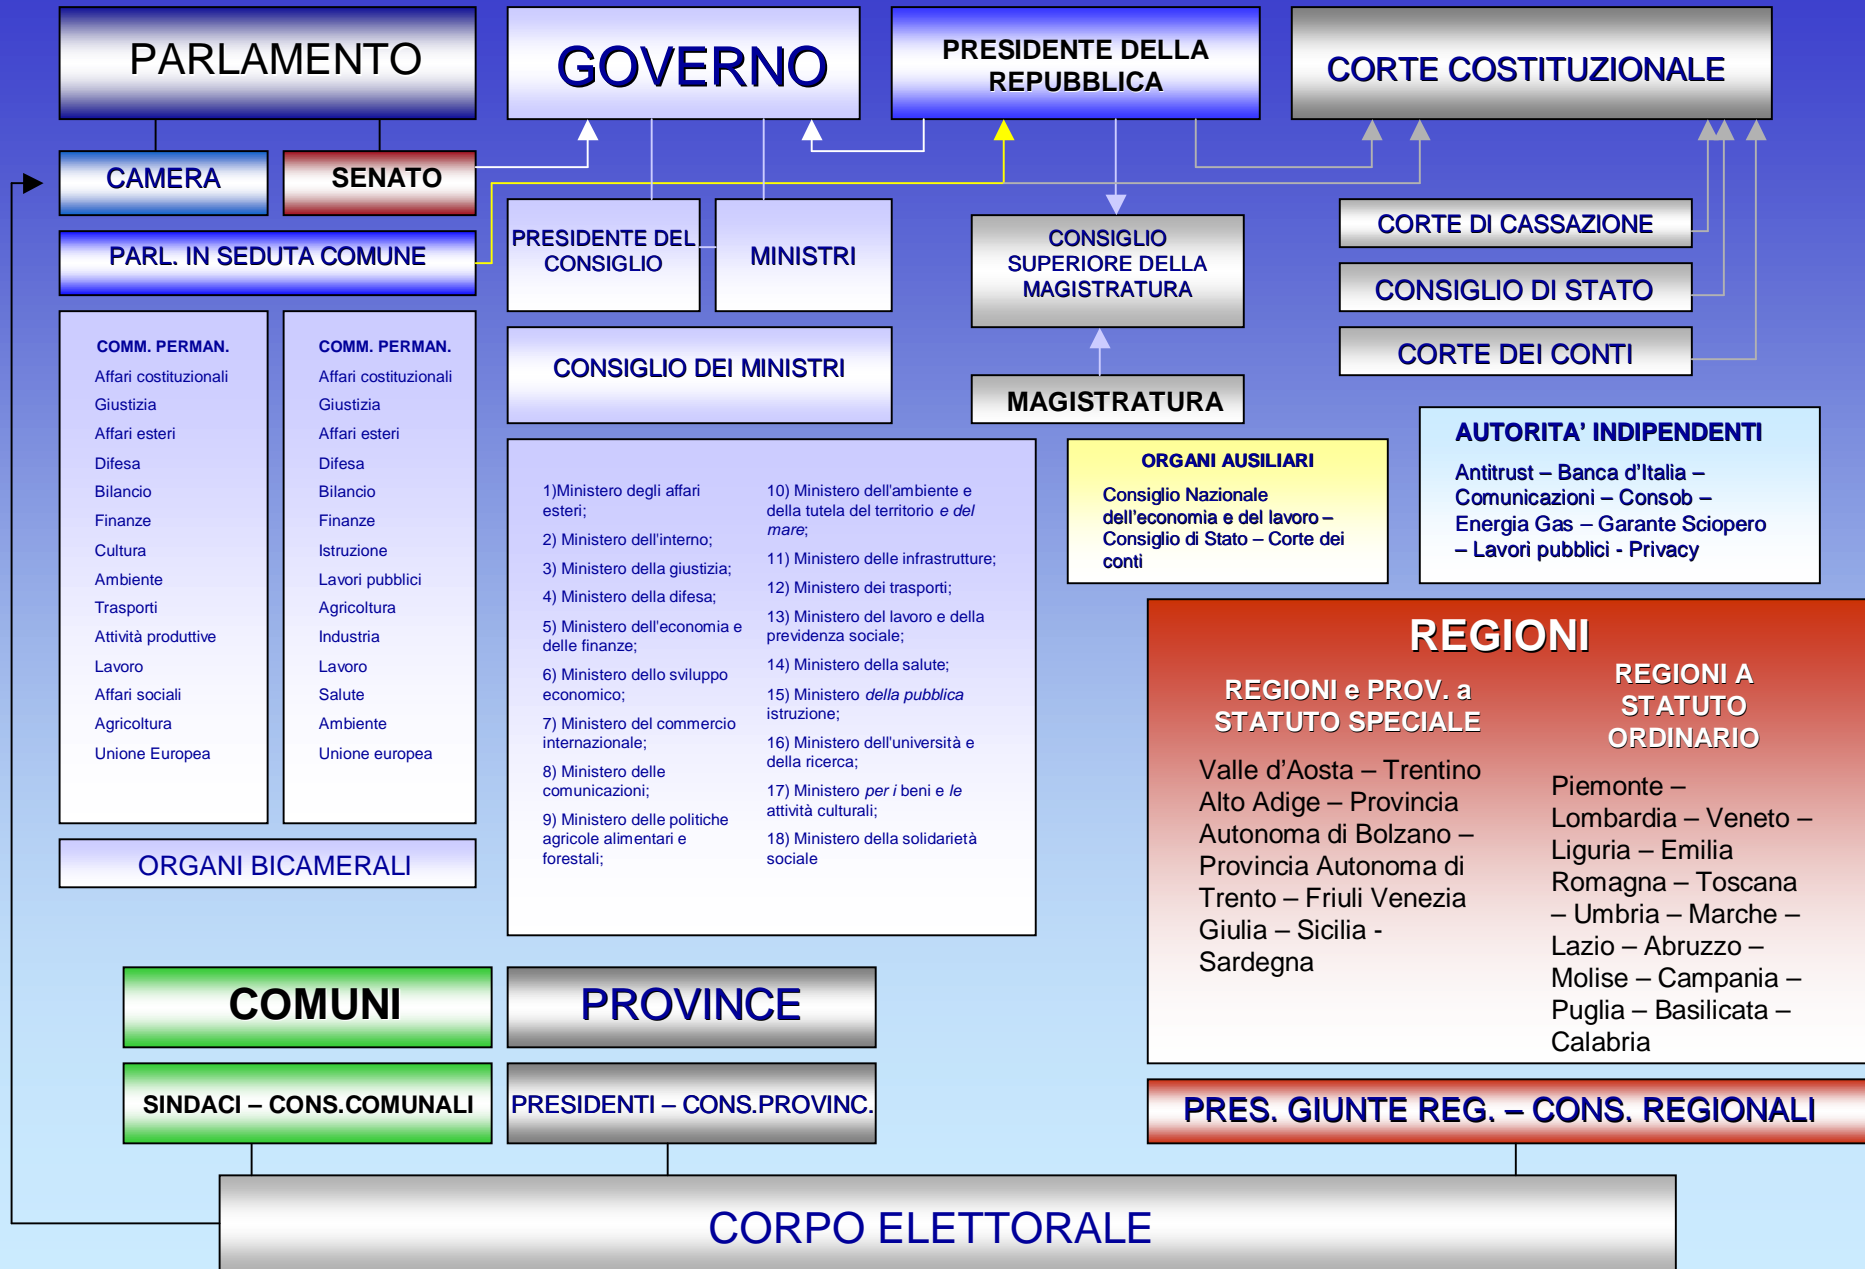 PARLAMENTO
GOVERNO
PRESIDENTE DELLA
REPUBBLICA
CORTE COSTITUZIONALE
CAMERA
SENATO
PARL. IN SEDUTA COMUNE
PRESIDENTE DEL
CONSIGLIO
MINISTRI
CONSIGLIO
SUPERIORE DELLA
MAGISTRATURA
CORTE DI CASSAZIONE
CONSIGLIO DI STATO
CORTE DEI CONTI
COMM. PERMAN.
Affari costituzionali
Giustizia
Affari esteri
Difesa
Bilancio
Finanze
Cultura
Ambiente
Trasporti
Attività produttive
Lavoro
Affari sociali
Agricoltura
Unione Europea
COMM. PERMAN.
Affari costituzionali
Giustizia
Affari esteri
Difesa
Bilancio
Finanze
Istruzione
Lavori pubblici
Agricoltura
Industria
Lavoro
Salute
Ambiente
Unione europea
CONSIGLIO DEI MINISTRI
MAGISTRATURA
1)Ministero degli affari
esteri;
2) Ministero dell'interno;
3) Ministero della giustizia;
4) Ministero della difesa;
5) Ministero dell'economia e
delle finanze;
6) Ministero dello sviluppo
economico;
7) Ministero del commercio
internazionale;
8) Ministero delle
comunicazioni;
9) Ministero delle politiche
agricole alimentari e
forestali;
10) Ministero dell'ambiente e
della tutela del territorio e del
mare;
11) Ministero delle infrastrutture;
12) Ministero dei trasporti;
13) Ministero del lavoro e della
previdenza sociale;
14) Ministero della salute;
15) Ministero della pubblica
istruzione;
16) Ministero dell'università e
della ricerca;
17) Ministero per i beni e le
attività culturali;
18) Ministero della solidarietà
sociale
ORGANI AUSILIARI
Consiglio Nazionale
dell'economia e del lavoro –
Consiglio di Stato – Corte dei
conti
AUTORITA' INDIPENDENTI
Antitrust – Banca d'Italia –
Comunicazioni – Consob –
Energia Gas – Garante Sciopero
– Lavori pubblici - Privacy
ORGANI BICAMERALI
REGIONI
REGIONI e PROV. a
STATUTO SPECIALE
Valle d'Aosta – Trentino
Alto Adige – Provincia
Autonoma di Bolzano –
Provincia Autonoma di
Trento – Friuli Venezia
Giulia – Sicilia -
Sardegna
REGIONI A
STATUTO
ORDINARIO
Piemonte –
Lombardia – Veneto –
Liguria – Emilia
Romagna – Toscana
– Umbria – Marche –
Lazio – Abruzzo –
Molise – Campania –
Puglia – Basilicata –
Calabria
COMUNI
PROVINCE
SINDACI – CONS.COMUNALI
PRESIDENTI – CONS.PROVINC.
PRES. GIUNTE REG. – CONS. REGIONALI
CORPO ELETTORALE